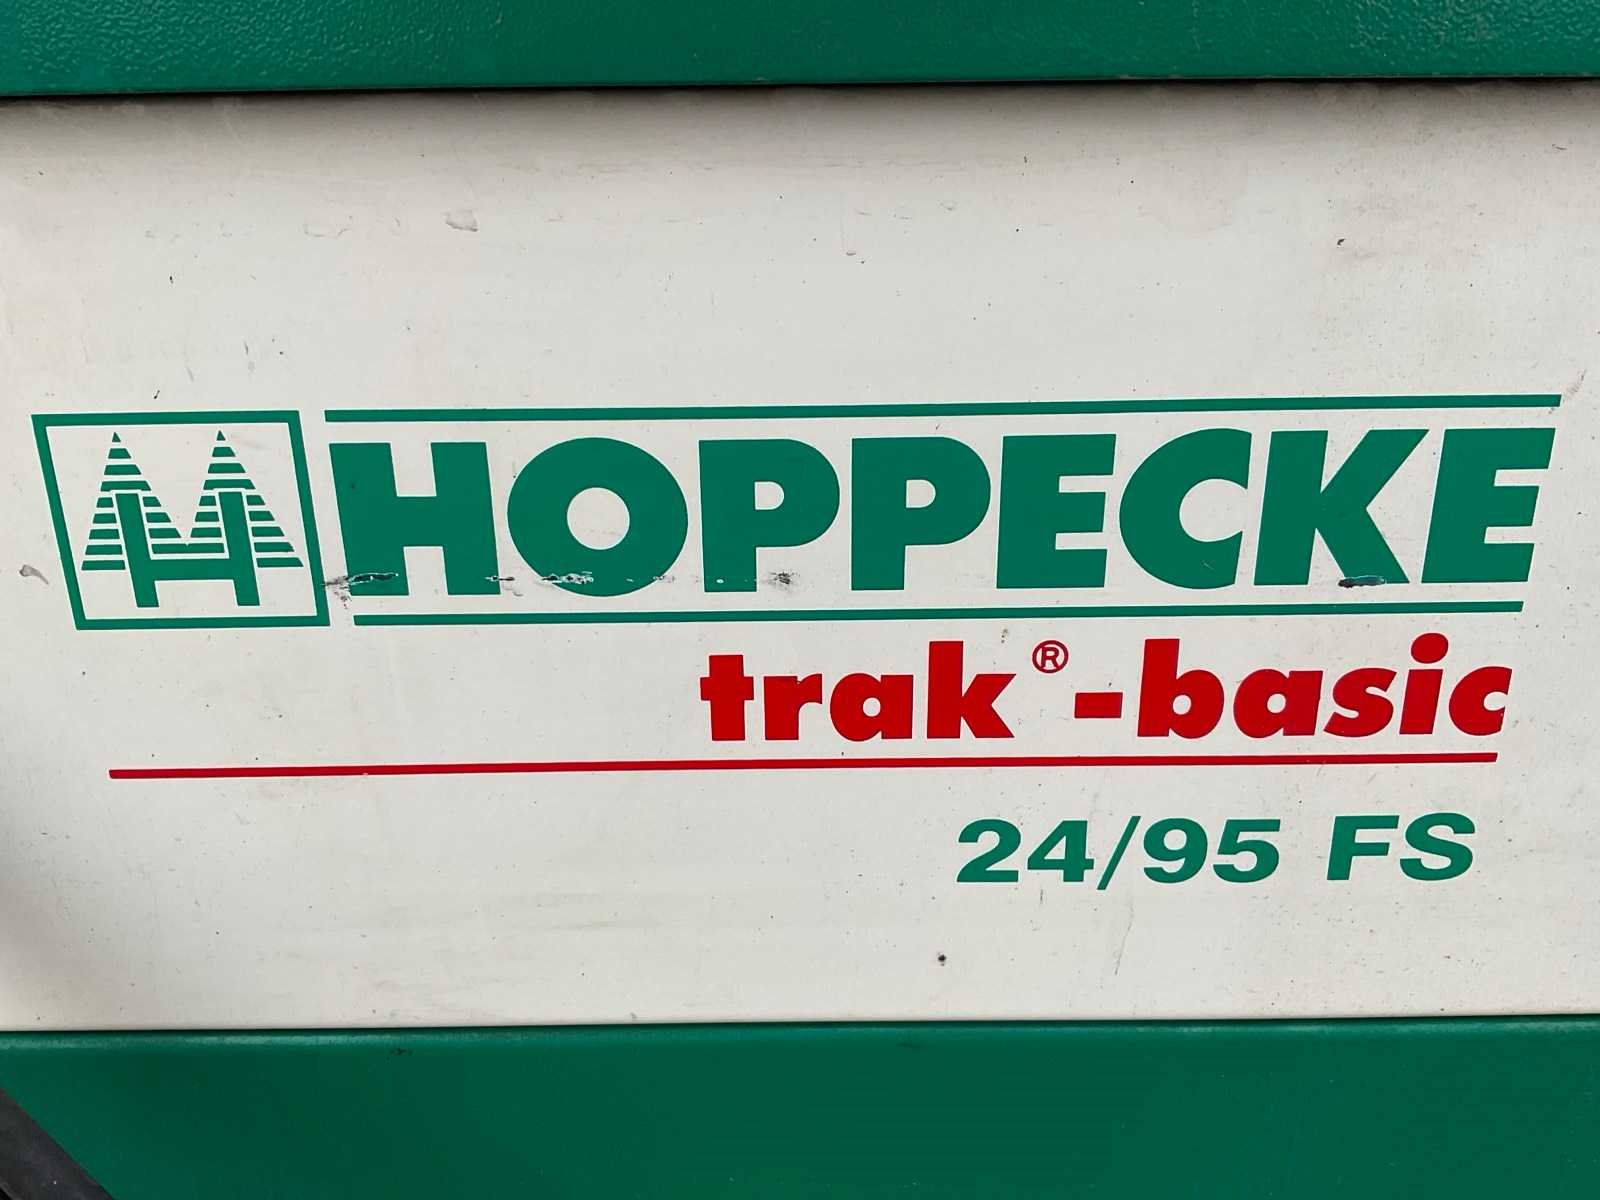 HOPPECKE
trak®-basic
24/95 FS